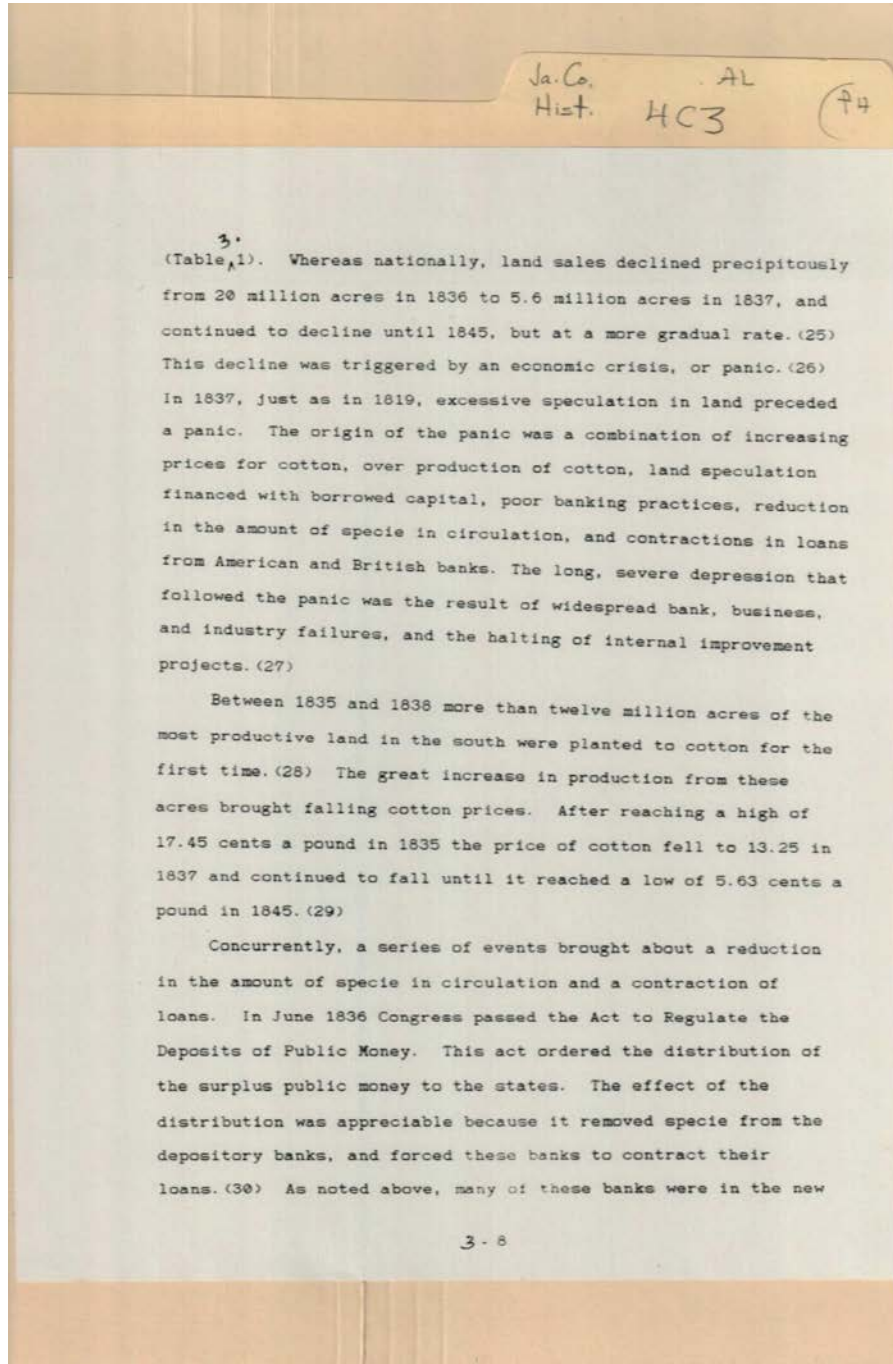 Ja. Co. AL
Hist. 4C3 P4
3.
(Table 1). Whereas nationally, land sales declined precipitously
from 20 million acres in 1836 to 5.6 million acres in 1837, and
continued to decline until 1845, but at a more gradual rate.(25)
This decline was triggered by an economic crisis, or panic.(26)
In 1837, just as in 1819, excessive speculation in land preceded
a panic. The origin of the panic was a combination of increasing
prices for cotton, over production of cotton, land speculation
financed with borrowed capital, poor banking practices, reduction
in the amount of specie in circulation, and contractions in loans
from American and British banks. The long, severe depression that
followed the panic was the result of widespread bank, business,
and industry failures, and the halting of internal improvement
projects.(27)
Between 1835 and 1838 more than twelve million acres of the
most productive land in the south were planted to cotton for the
first time.(28) The great increase in production from these
acres brought falling cotton prices. After reaching a high of
17.45 cents a pound in 1835 the price of cotton fell to 13.25 in
1837 and continued to fall until it reached a low of 5.63 cents a
pound in 1845.(29)
Concurrently, a series of events brought about a reduction
in the amount of specie in circulation and a contraction of
loans. In June 1836 Congress passed the Act to Regulate the
Deposits of Public Money. This act ordered the distribution of
the surplus public money to the states. The effect of the
distribution was appreciable because it removed specie from the
depository banks, and forced these banks to contract their
loans.(30) As noted above, many of these banks were in the new
3 - 8